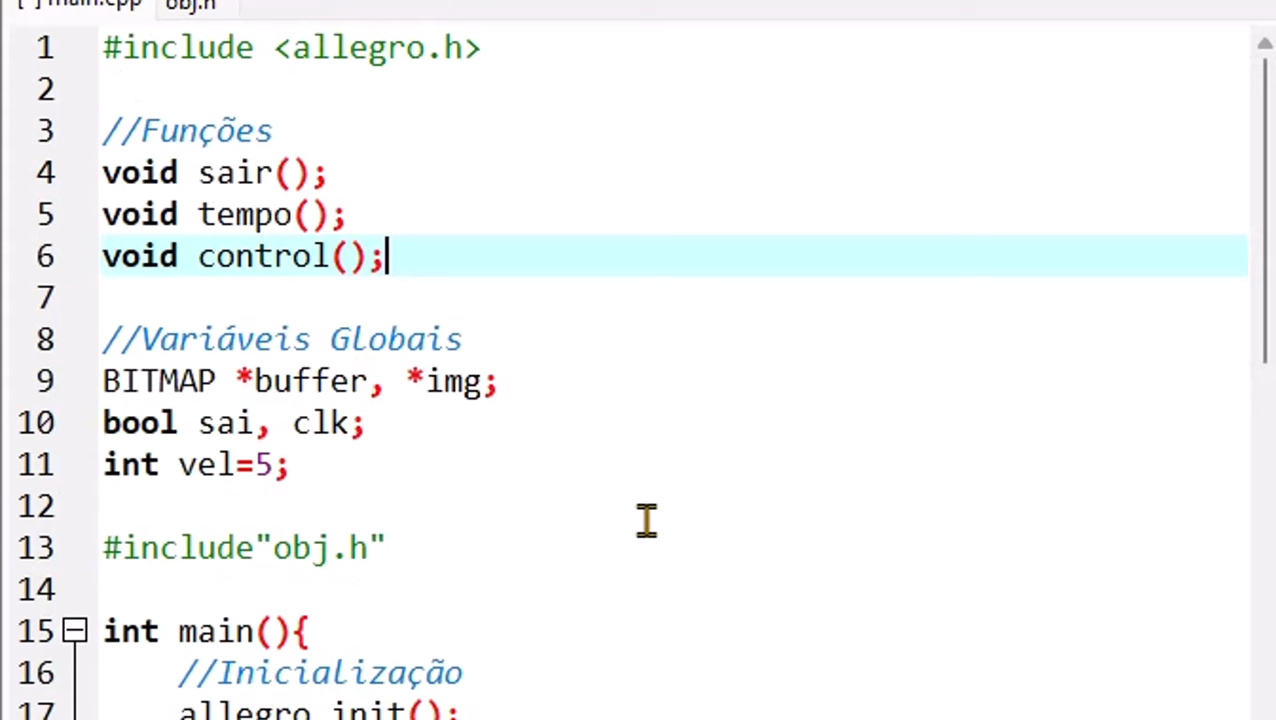 [*] main.cpp obj.h
1 #include <allegro.h>
2
3 //Funções
4 void sair();
5 void tempo();
6 void control();
7
8 //Variáveis Globais
9 BITMAP *buffer, *img;
10 bool sai, clk;
11 int vel=5;
12
13 #include"obj.h"
14
15 int main(){
16 //Inicialização
17 allegro_init();